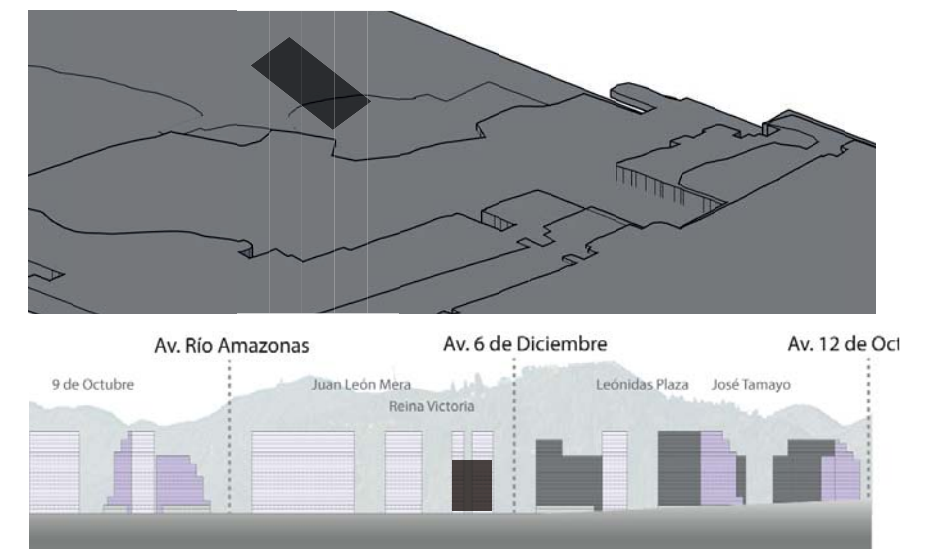 Av. Río Amazonas
Av. 6 de Diciembre
Av. 12 de Oct
9 de Octubre
Juan León Mera
Leónidas Plaza
José Tamayo
Reina Victoria